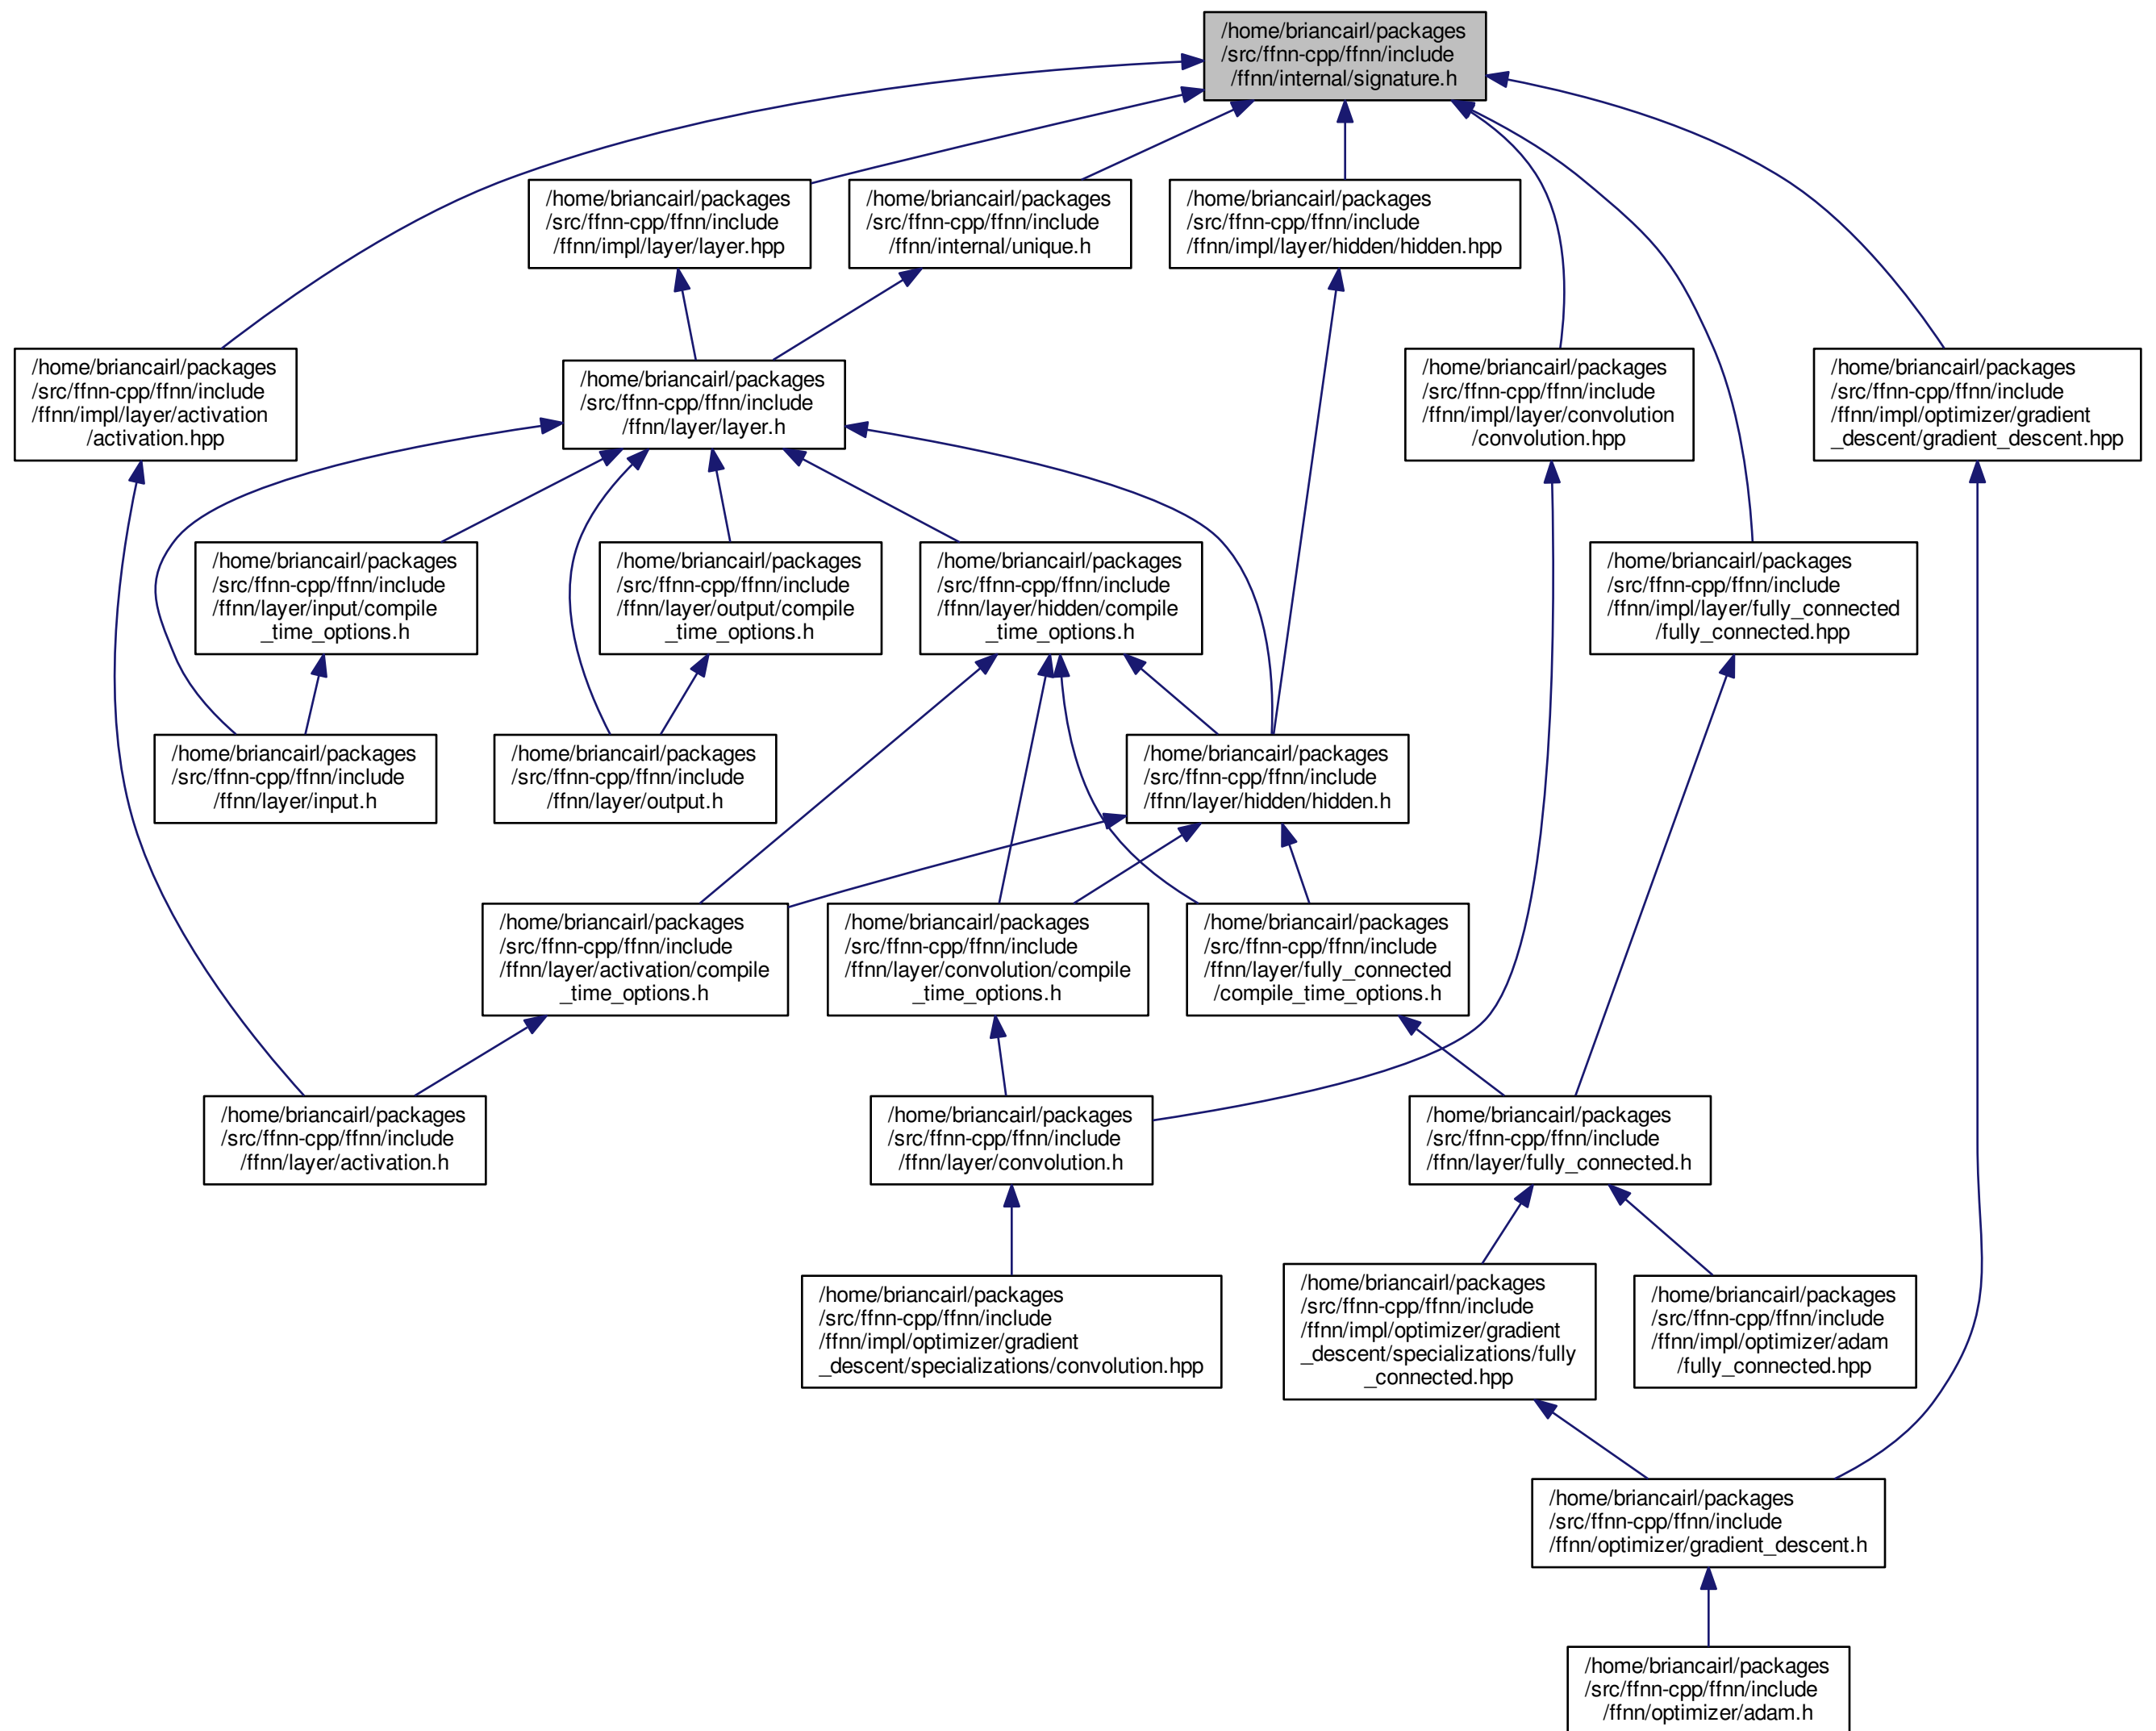 /home/briancairl/packages
/src/ffnn-cpp/ffnn/include
/ffnn/internal/signature.h
/home/briancairl/packages
/src/ffnn-cpp/ffnn/include
/ffnn/impl/layer/layer.hpp
/home/briancairl/packages
/src/ffnn-cpp/ffnn/include
/ffnn/internal/unique.h
/home/briancairl/packages
/src/ffnn-cpp/ffnn/include
/ffnn/impl/layer/hidden/hidden.hpp
/home/briancairl/packages
/src/ffnn-cpp/ffnn/include
/ffnn/impl/layer/activation
/activation.hpp
/home/briancairl/packages
/src/ffnn-cpp/ffnn/include
/ffnn/layer/layer.h
/home/briancairl/packages
/src/ffnn-cpp/ffnn/include
/ffnn/impl/layer/convolution
/convolution.hpp
/home/briancairl/packages
/src/ffnn-cpp/ffnn/include
/ffnn/impl/optimizer/gradient
_descent/gradient_descent.hpp
/home/briancairl/packages
/src/ffnn-cpp/ffnn/include
/ffnn/layer/input/compile
_time_options.h
/home/briancairl/packages
/src/ffnn-cpp/ffnn/include
/ffnn/layer/output/compile
_time_options.h
/home/briancairl/packages
/src/ffnn-cpp/ffnn/include
/ffnn/layer/hidden/compile
_time_options.h
/home/briancairl/packages
/src/ffnn-cpp/ffnn/include
/ffnn/impl/layer/fully_connected
/fully_connected.hpp
/home/briancairl/packages
/src/ffnn-cpp/ffnn/include
/ffnn/layer/input.h
/home/briancairl/packages
/src/ffnn-cpp/ffnn/include
/ffnn/layer/output.h
/home/briancairl/packages
/src/ffnn-cpp/ffnn/include
/ffnn/layer/hidden/hidden.h
/home/briancairl/packages
/src/ffnn-cpp/ffnn/include
/ffnn/layer/activation/compile
_time_options.h
/home/briancairl/packages
/src/ffnn-cpp/ffnn/include
/ffnn/layer/convolution/compile
_time_options.h
/home/briancairl/packages
/src/ffnn-cpp/ffnn/include
/ffnn/layer/fully_connected
/compile_time_options.h
/home/briancairl/packages
/src/ffnn-cpp/ffnn/include
/ffnn/layer/activation.h
/home/briancairl/packages
/src/ffnn-cpp/ffnn/include
/ffnn/layer/convolution.h
/home/briancairl/packages
/src/ffnn-cpp/ffnn/include
/ffnn/layer/fully_connected.h
/home/briancairl/packages
/src/ffnn-cpp/ffnn/include
/ffnn/impl/optimizer/gradient
_descent/specializations/convolution.hpp
/home/briancairl/packages
/src/ffnn-cpp/ffnn/include
/ffnn/impl/optimizer/gradient
_descent/specializations/fully
_connected.hpp
/home/briancairl/packages
/src/ffnn-cpp/ffnn/include
/ffnn/impl/optimizer/adam
/fully_connected.hpp
/home/briancairl/packages
/src/ffnn-cpp/ffnn/include
/ffnn/optimizer/gradient_descent.h
/home/briancairl/packages
/src/ffnn-cpp/ffnn/include
/ffnn/optimizer/adam.h